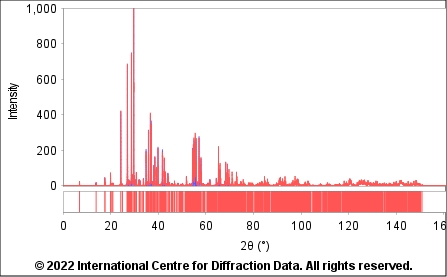 1,000
800
600
400
200
0
Intensity
0 20 40 60 80 100 120 140 16
2θ (°)
© 2022 International Centre for Diffraction Data. All rights reserved.